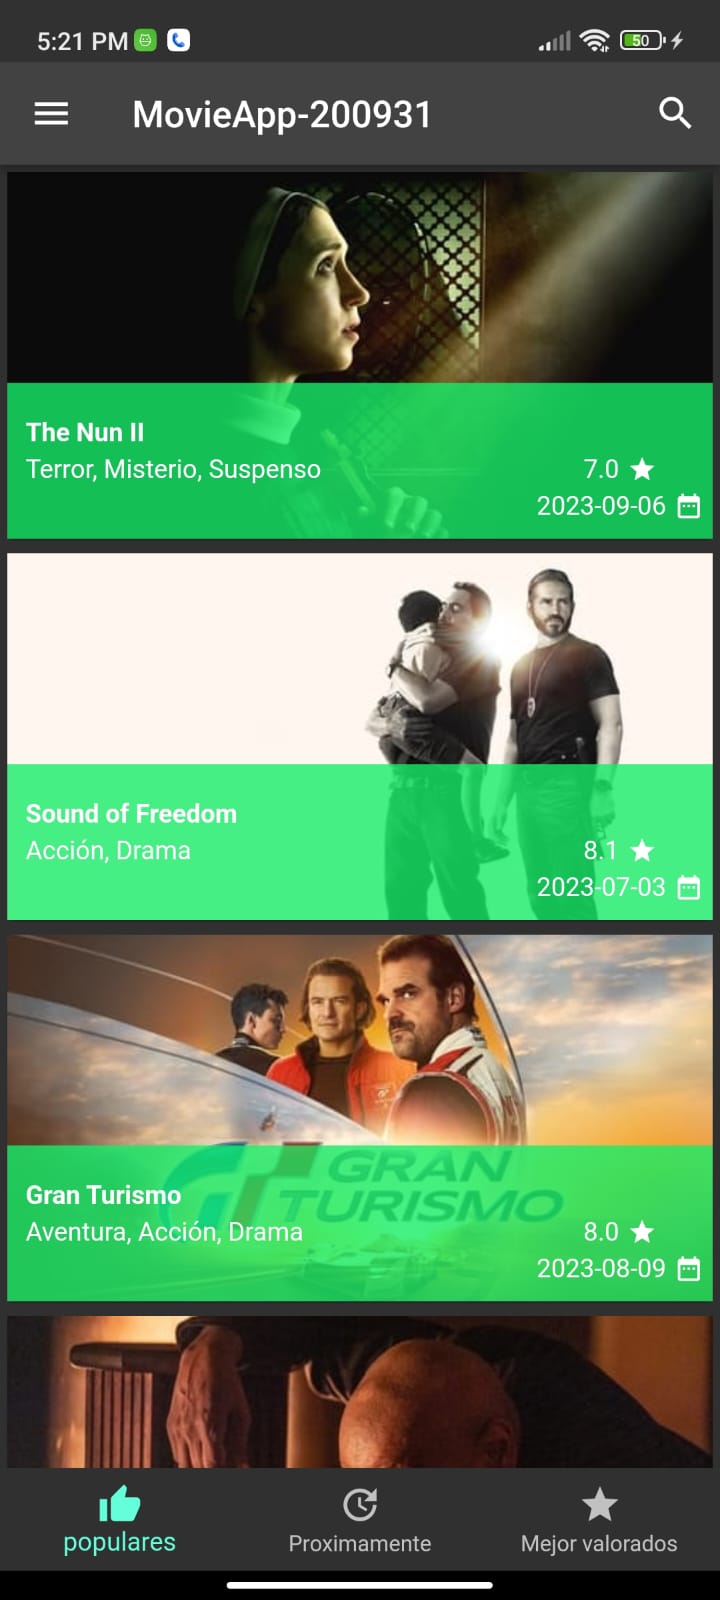 5:21 PM
50
MovieApp-200931
The Nun II
Terror, Misterio, Suspenso
7.0
2023-09-06
Sound of Freedom
Acción, Drama
8.1
2023-07-03
GRAN
TURISMO
Gran Turismo
Aventura, Acción, Drama
8.0
2023-08-09
populares
Proximamente
Mejor valorados